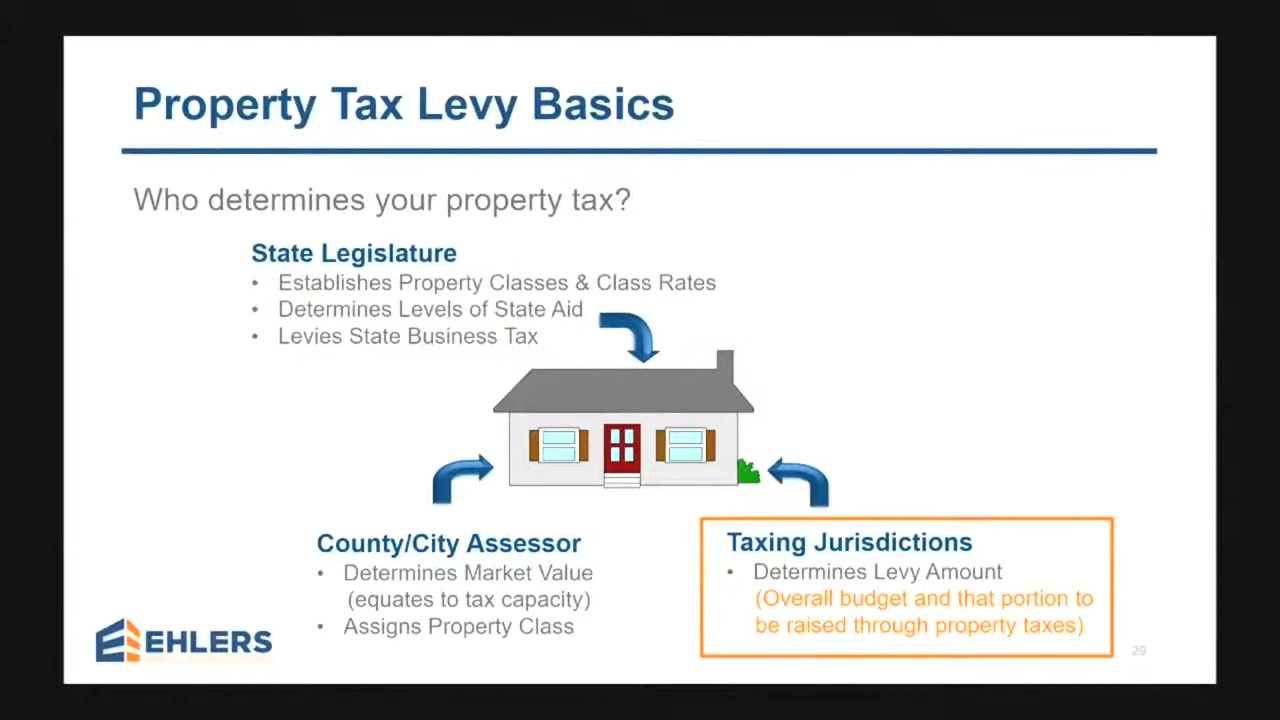 Property Tax Levy Basics
Who determines your property tax?
State Legislature
• Establishes Property Classes & Class Rates
• Determines Levels of State Aid
• Levies State Business Tax
County/City Assessor
• Determines Market Value
(equates to tax capacity)
• Assigns Property Class
Taxing Jurisdictions
• Determines Levy Amount
(Overall budget and that portion to
be raised through property taxes)
EHLERS
29